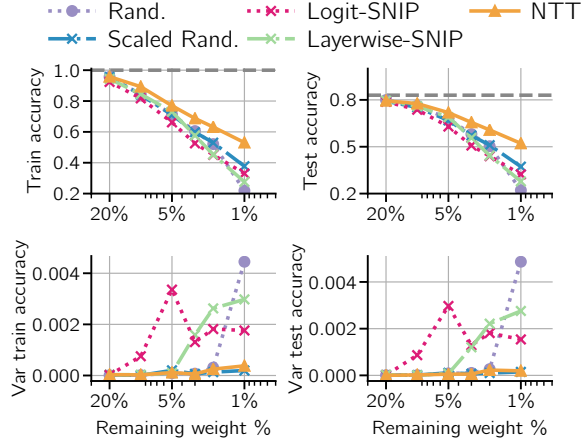 Rand. Logit-SNIP NTT
Scaled Rand. Layerwise-SNIP
Train accuracy
1.0
0.8
0.6
0.4
0.2
20% 5% 1%
Test accuracy
0.8
0.5
0.2
20% 5% 1%
Var train accuracy
0.004
0.002
0.000
20% 5% 1%
Remaining weight %
Var test accuracy
0.004
0.002
0.000
20% 5% 1%
Remaining weight %